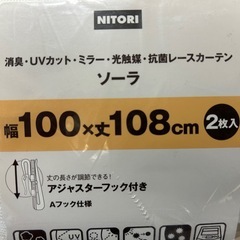 NITORI
消臭・UVカット・ミラー・光触媒・抗菌レースカーテン
ソーラ
幅100×丈108cm 2枚入
丈の長さが調節できる!
アジャスターフック付き
Aフック仕様
UV